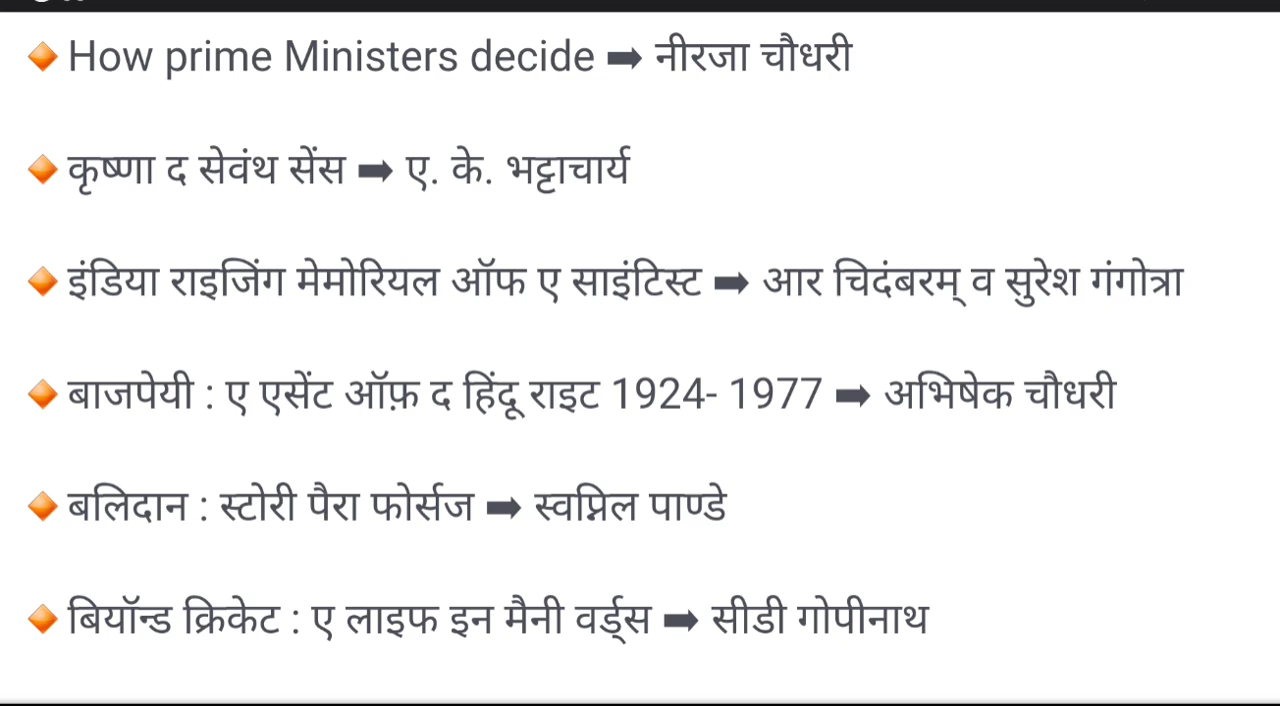 🔸How prime Ministers decide ➡ नीरजा चौधरी
🔸कृष्णा द सेवंथ सेंस ➡ ए. के. भट्टाचार्य
🔸इंडिया राइजिंग मेमोरियल ऑफ ए साइंटिस्ट ➡ आर चिदंबरम् व सुरेश गंगोत्रा
🔸बाजपेयी : ए एसेंट ऑफ़ द हिंदू राइट 1924- 1977 ➡ अभिषेक चौधरी
🔸बलिदान : स्टोरी पैरा फोर्सज ➡ स्वप्निल पाण्डे
🔸बियॉन्ड क्रिकेट : ए लाइफ इन मैनी वर्ड्स ➡ सीडी गोपीनाथ